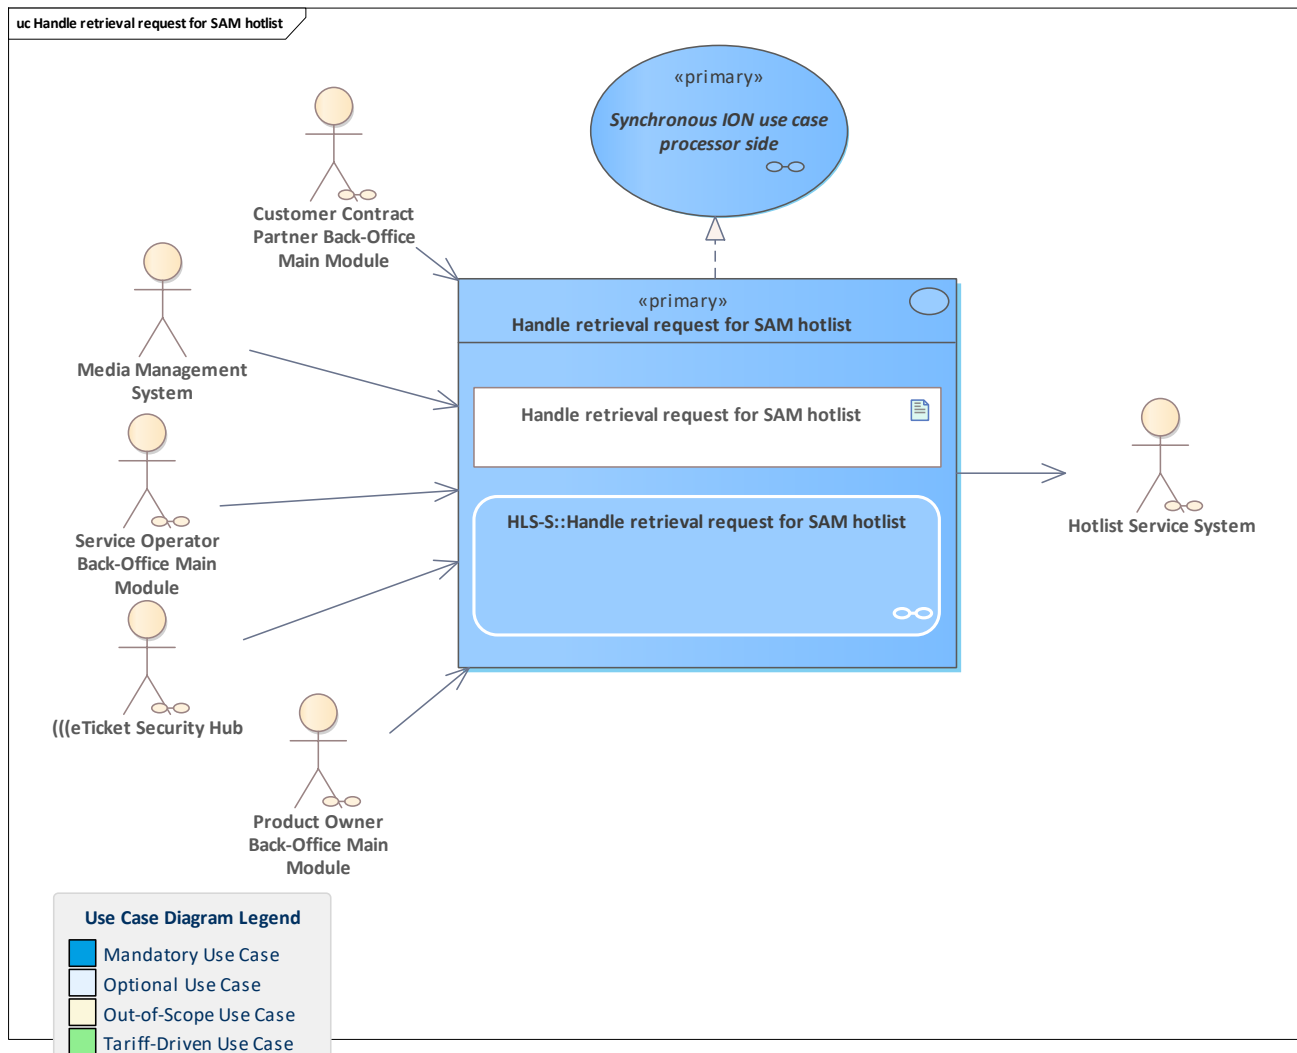 uc Handle retrieval request for SAM hotlist
«primary»
Synchronous ION use case
processor side
Customer Contract
Partner Back-Office
Main Module
«primary»
Handle retrieval request for SAM hotlist
Media Management
System
Handle retrieval request for SAM hotlist
HLS-S::Handle retrieval request for SAM hotlist
Hotlist Service System
Service Operator
Back-Office Main
Module
(((eTicket Security Hub
Product Owner
Back-Office Main
Module
Use Case Diagram Legend
Mandatory Use Case
Optional Use Case
Out-of-Scope Use Case
Tariff-Driven Use Case